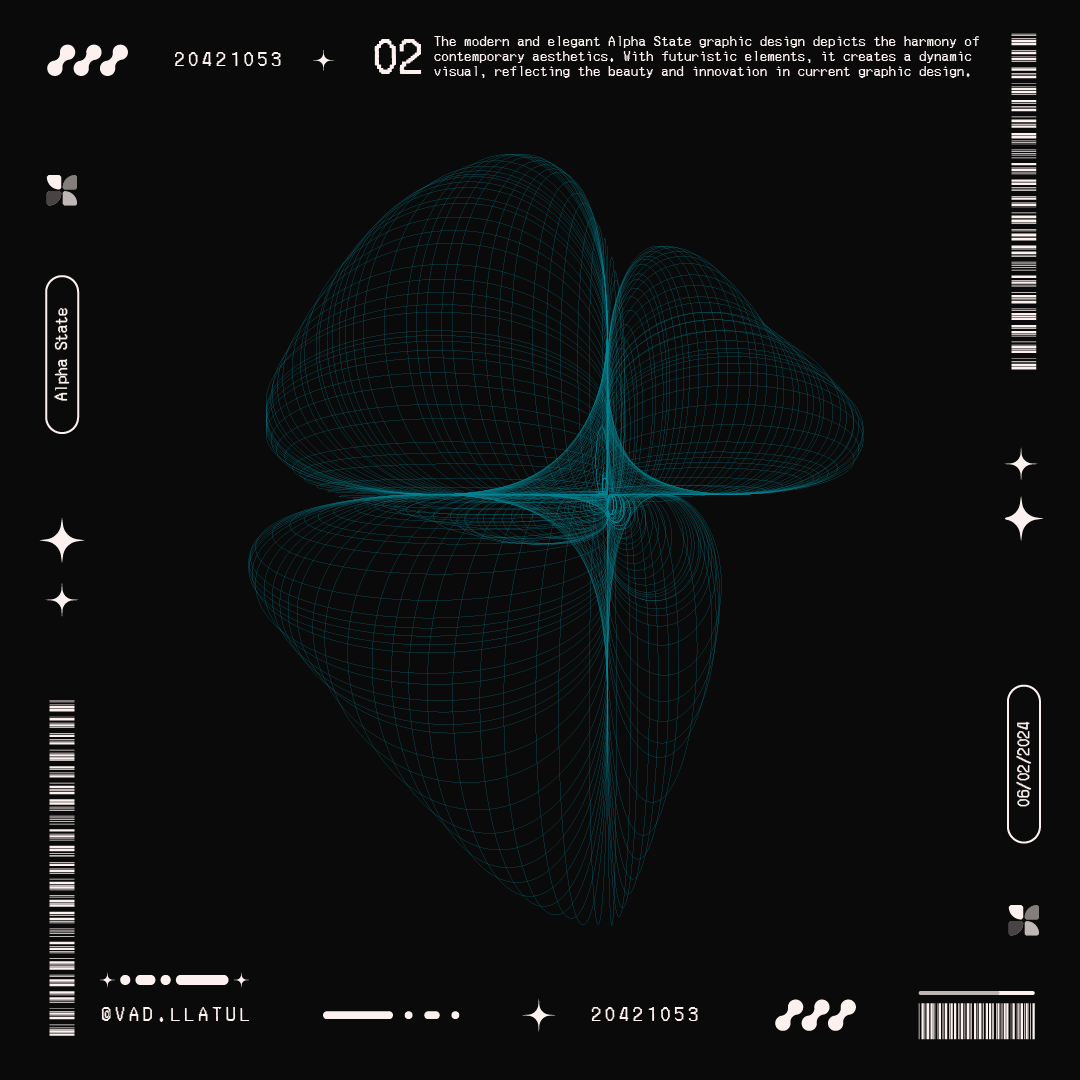 20421053
02
The modern and elegant Alpha State graphic design depicts the harmony of
contemporary aesthetics. With futuristic elements, it creates a dynamic
visual, reflecting the beauty and innovation in current graphic design.
Alpha State
06/02/2024
@VAD.LLATUL
20421053